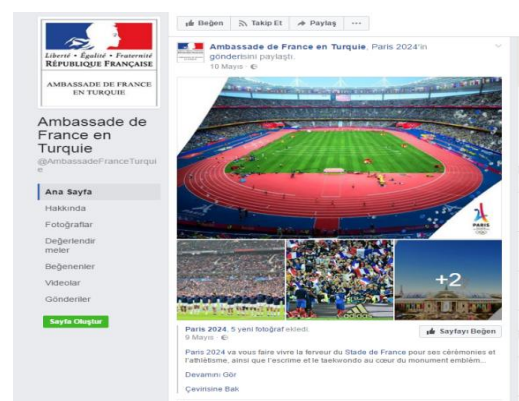 Liberté • Égalité • Fraternité
RÉPUBLIQUE FRANÇAISE
AMBASSADE DE FRANCE
EN TURQUIE
Ambassade de
France en
Turquie
@AmbassadeFranceTurqui
e
Ana Sayfa
Hakkında
Fotoğraflar
Değerlendir
meler
Beğenenler
Videolar
Gönderiler
Sayfa Oluştur
Beğen Takip Et Paylaş ...
Ambassade de France en Turquie, Paris 2024'in
gönderisini paylaştı.
10 Mayıs
PARIS
+2
Paris 2024, 5 yeni fotoğraf ekledi.
9 Mayıs
Sayfayı Beğen
Paris 2024 va vous faire vivre la ferveur du Stade de France pour ses cérémonies et
l'athlétisme, ainsi que l'escrime et le taekwondo au cœur du monument emblèm...
Devamını Gör
Çevirisine Bak